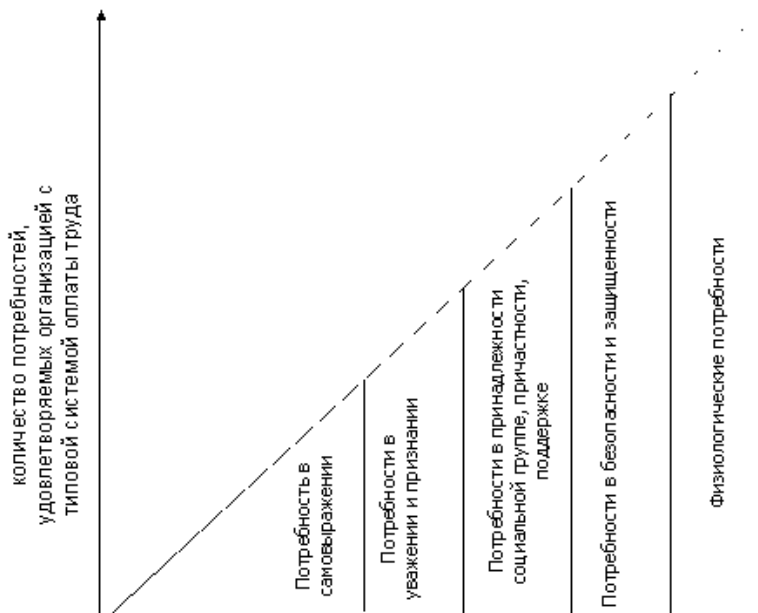 количество потребностей,
удовлетворяемых организацией с
типовой системой оплаты труда
Потребность в
самовыражении
Потребности в
уважении и признании
Потребности в принадлежности
социальной группе, причастности,
поддержке
Потребности в безопасности и защищенности
Физиологические потребности